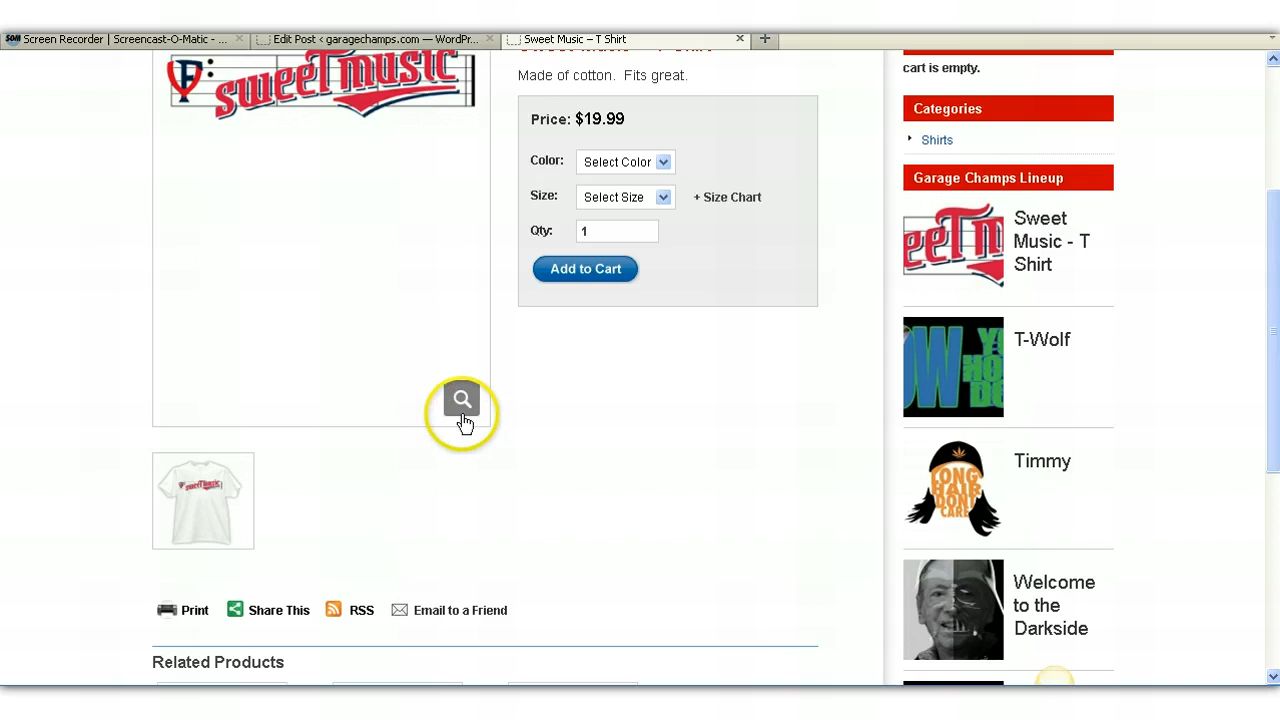 Screen Recorder | Screencast-O-Matic - ...
Edit Post ‹ garagechamps.com — WordPr...
Sweet Music – T Shirt
sweet music
Made of cotton. Fits great.
Price: $19.99
Color: Select Color
Size: Select Size + Size Chart
Qty: 1
Add to Cart
Print
Share This
RSS
Email to a Friend
Related Products
cart is empty.
Categories
Shirts
Garage Champs Lineup
Sweet
Music - T
Shirt
T-Wolf
Timmy
LONG
HAIR
DONT
CARE
Welcome
to the
Darkside